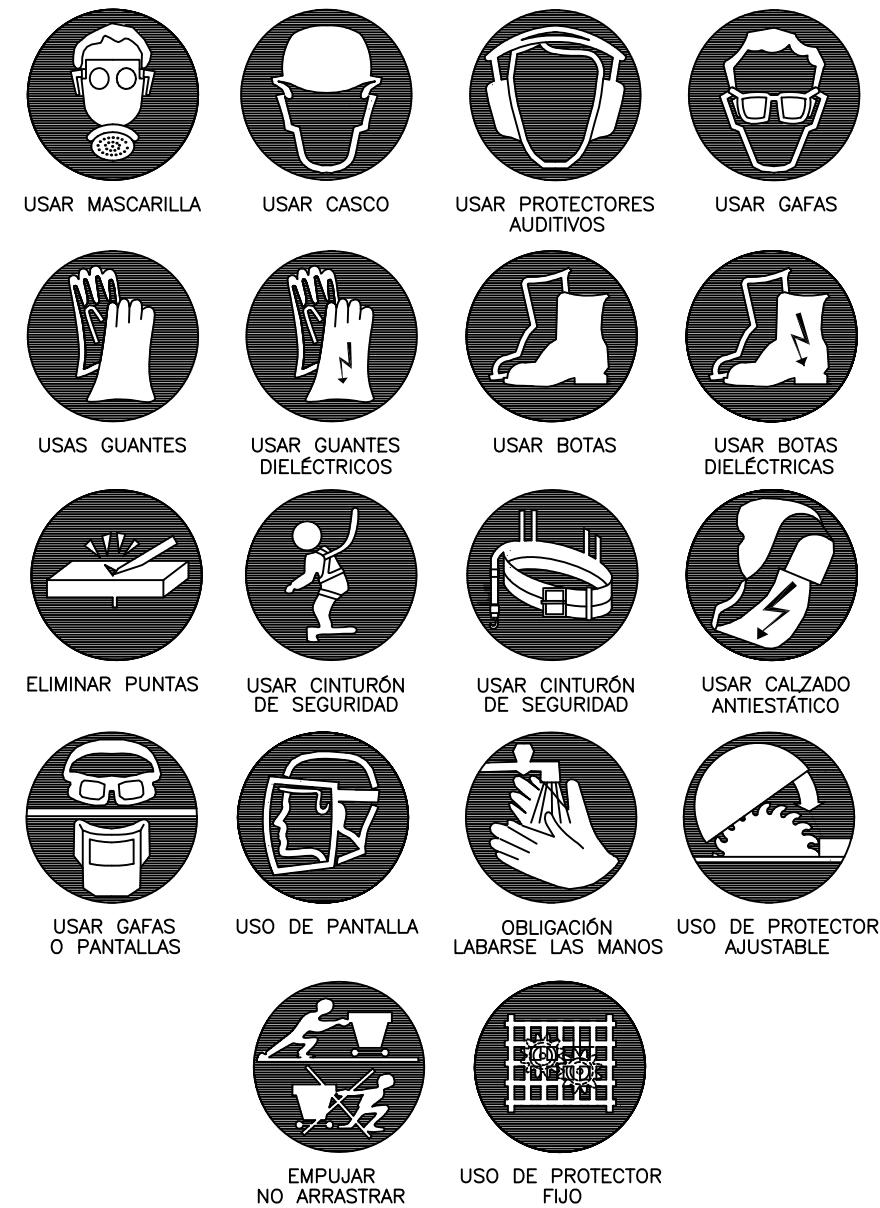 USAR MASCARILLA
USAR CASCO
USAR PROTECTORES
AUDITIVOS
USAR GAFAS
USAS GUANTES
USAR GUANTES
DIELÉCTRICOS
USAR BOTAS
USAR BOTAS
DIELÉCTRICAS
ELIMINAR PUNTAS
USAR CINTURÓN
DE SEGURIDAD
USAR CINTURÓN
DE SEGURIDAD
USAR CALZADO
ANTIESTÁTICO
USAR GAFAS
O PANTALLAS
USO DE PANTALLA
OBLIGACIÓN
LABARSE LAS MANOS
USO DE PROTECTOR
AJUSTABLE
EMPUJAR
NO ARRASTRAR
USO DE PROTECTOR
FIJO